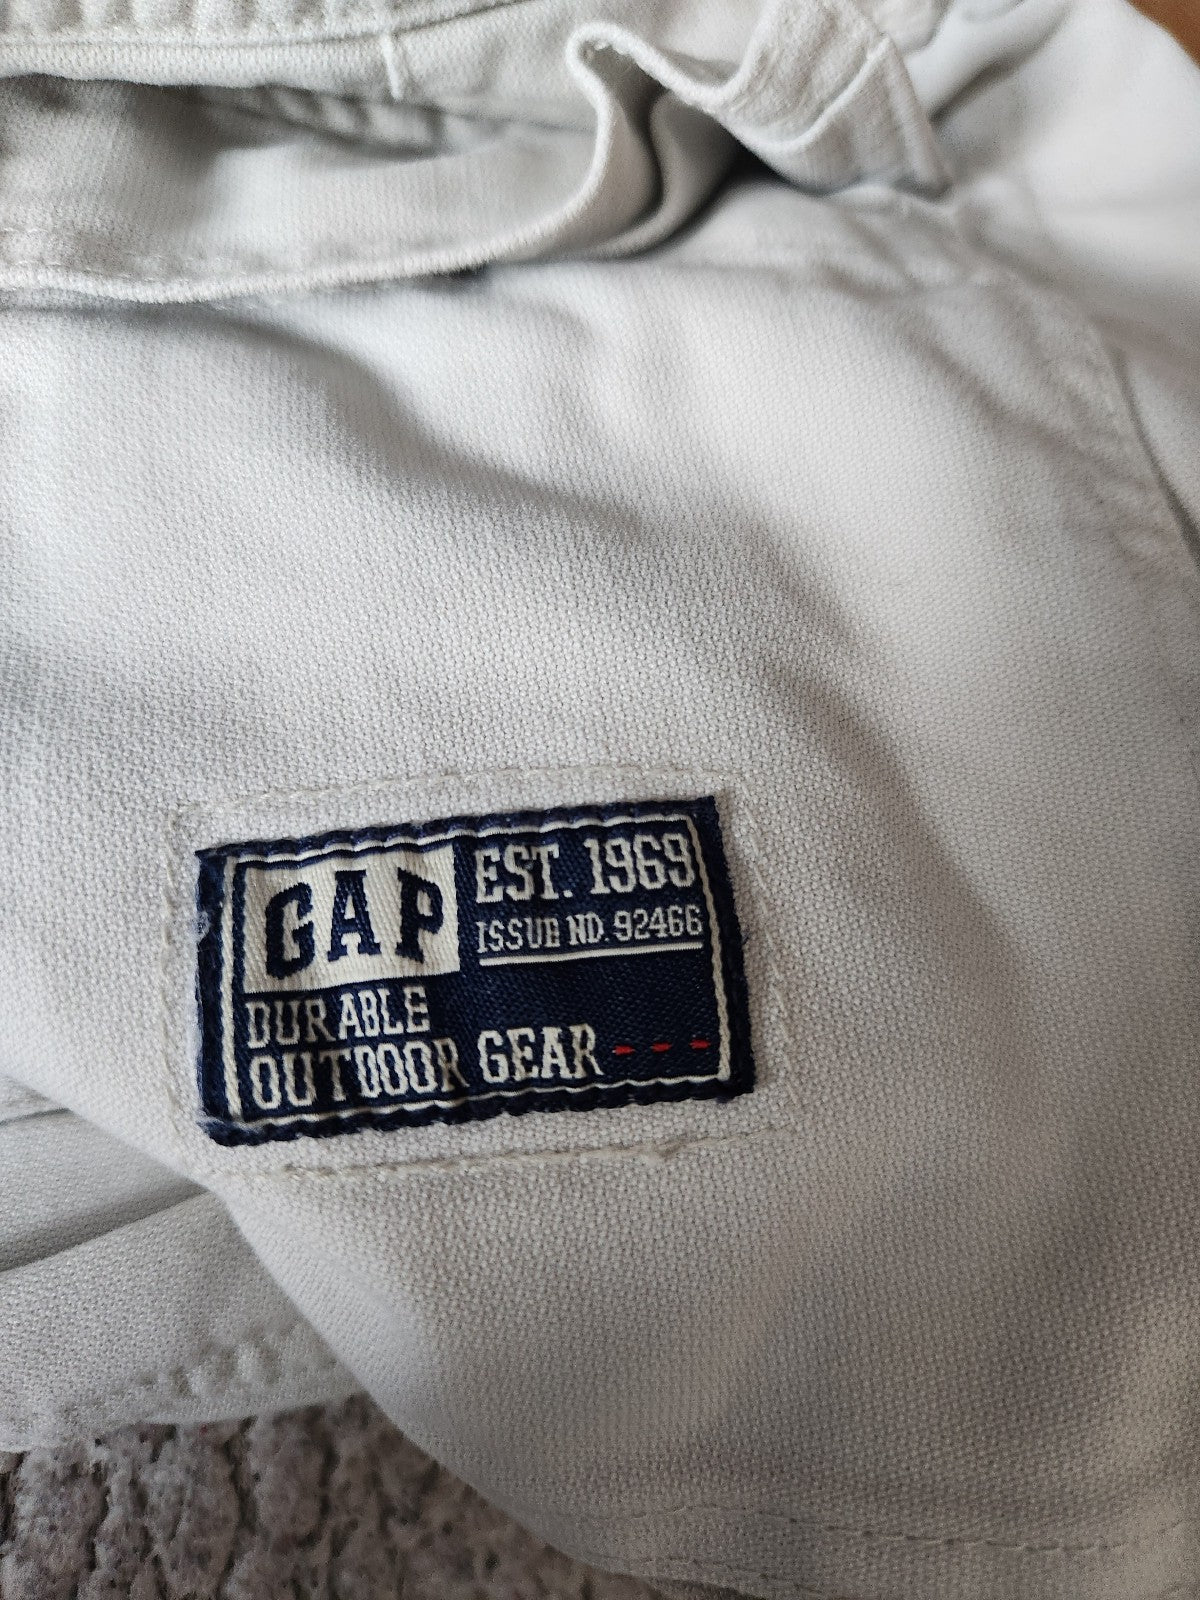 GAP
EST. 1969
ISSUE NO. 92466
DURABLE
OUTDOOR GEAR ---